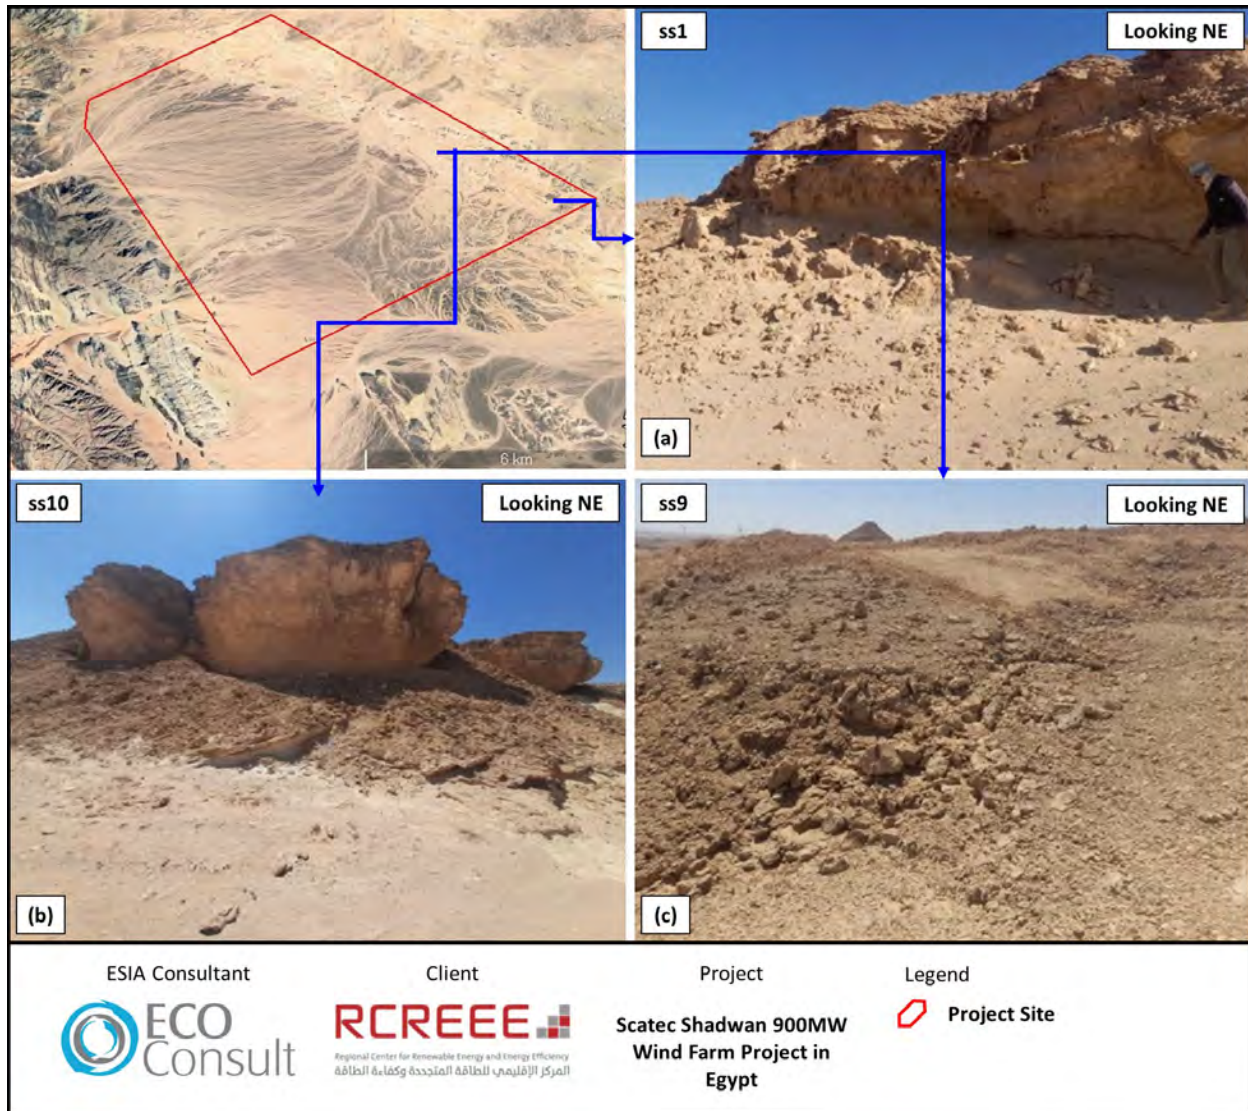 ss1
Looking NE
6 km
(a)
ss10
Looking NE
ss9
Looking NE
(b)
(c)
ESIA Consultant
Client
Project
Legend
ECO
Consult
RCREEE
Regional Center for Renewable Energy and Energy Efficiency
المركز الإقليمي للطاقة المتجددة وكفاءة الطاقة
Scatec Shadwan 900MW
Wind Farm Project in
Egypt
Project Site